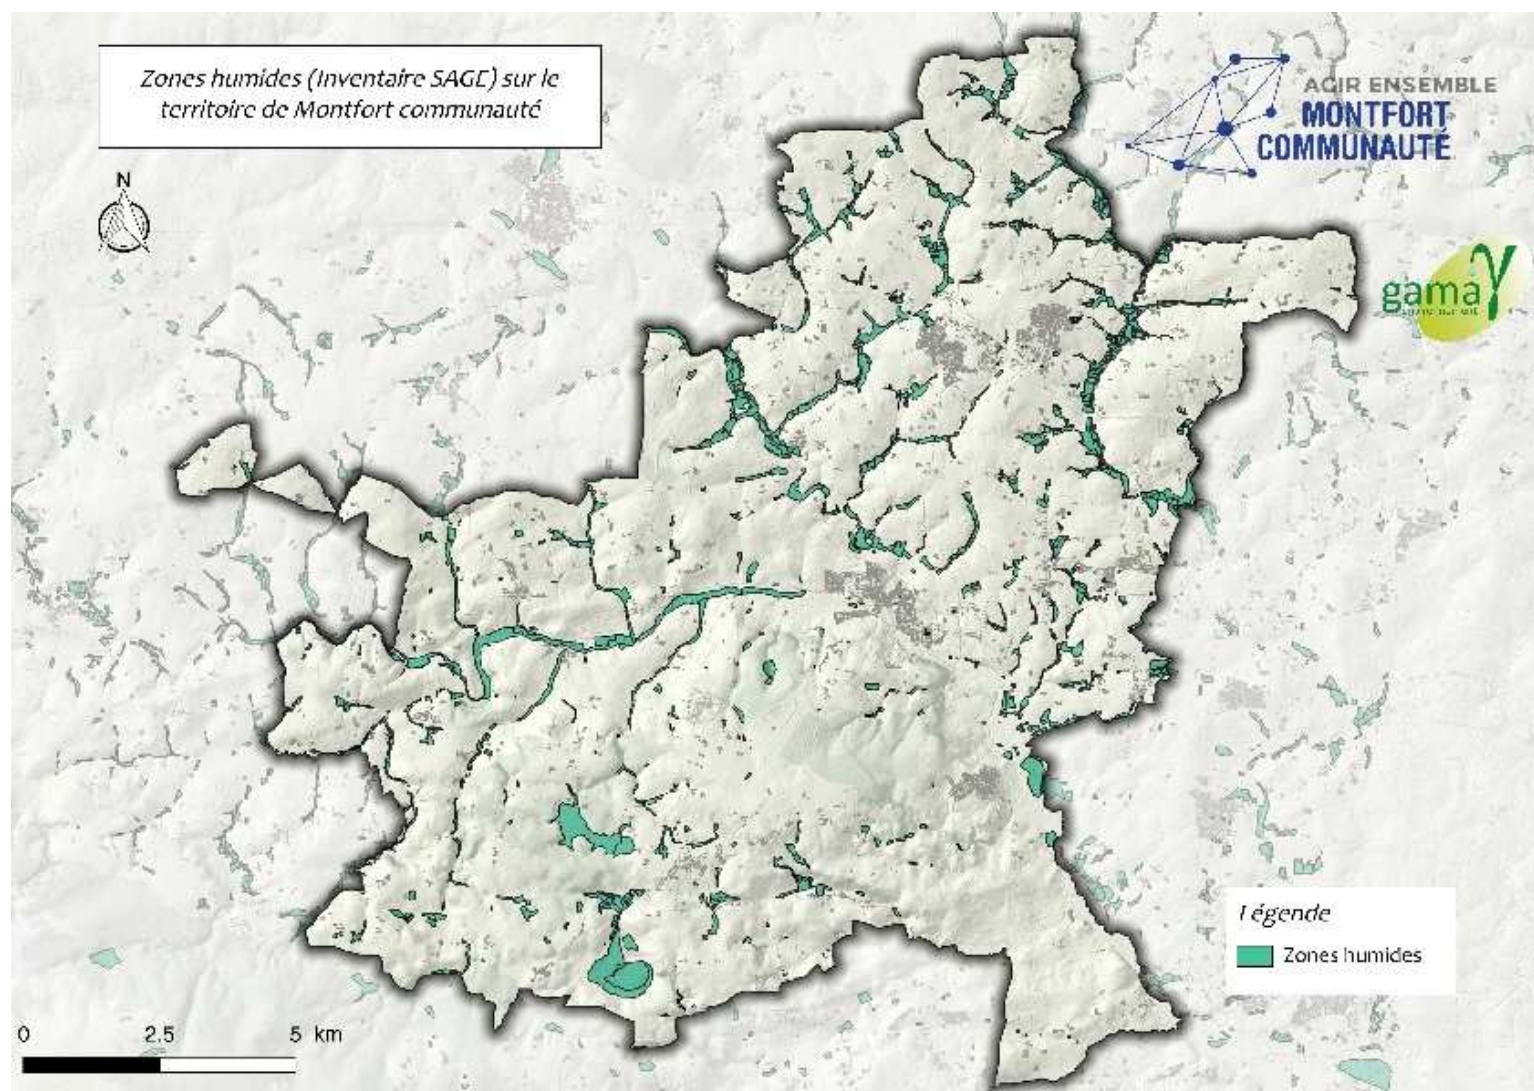 Zones humides (Inventaire SAGE) sur le
territoire de Montfort communauté
N
AGIR ENSEMBLE
MONTFORT
COMMUNAUTÉ
gama
environnement
Légende
Zones humides
0 2.5 5 km